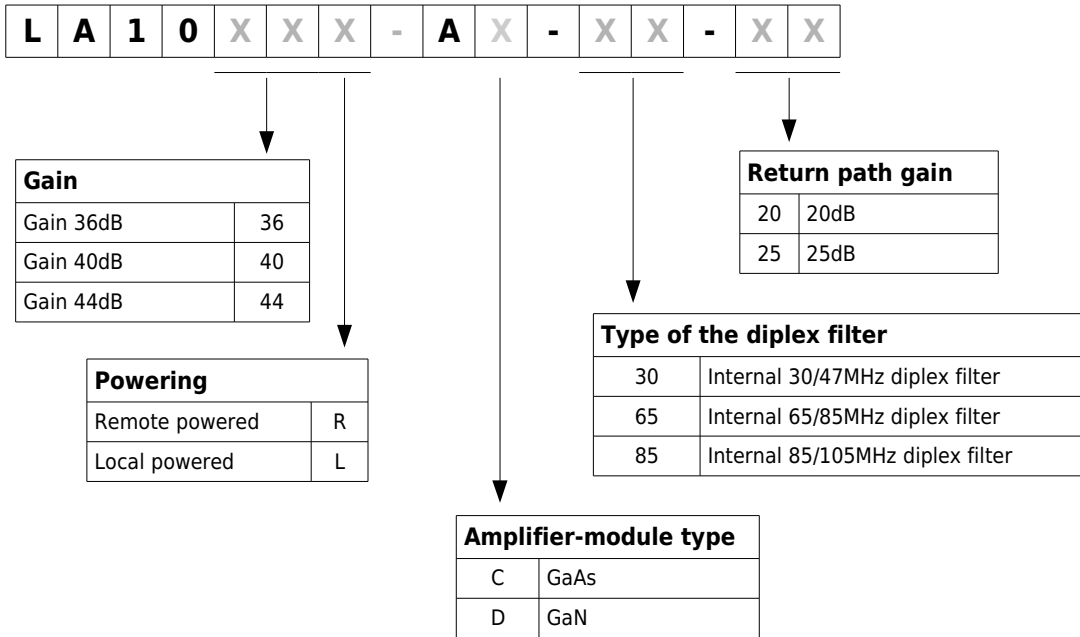 L A 1 0 X X X - A X - X X - X X
Gain
Gain 36dB 36
Gain 40dB 40
Gain 44dB 44
Powering
Remote powered R
Local powered L
Return path gain
20 20dB
25 25dB
Type of the diplex filter
30 Internal 30/47MHz diplex filter
65 Internal 65/85MHz diplex filter
85 Internal 85/105MHz diplex filter
Amplifier-module type
C GaAs
D GaN